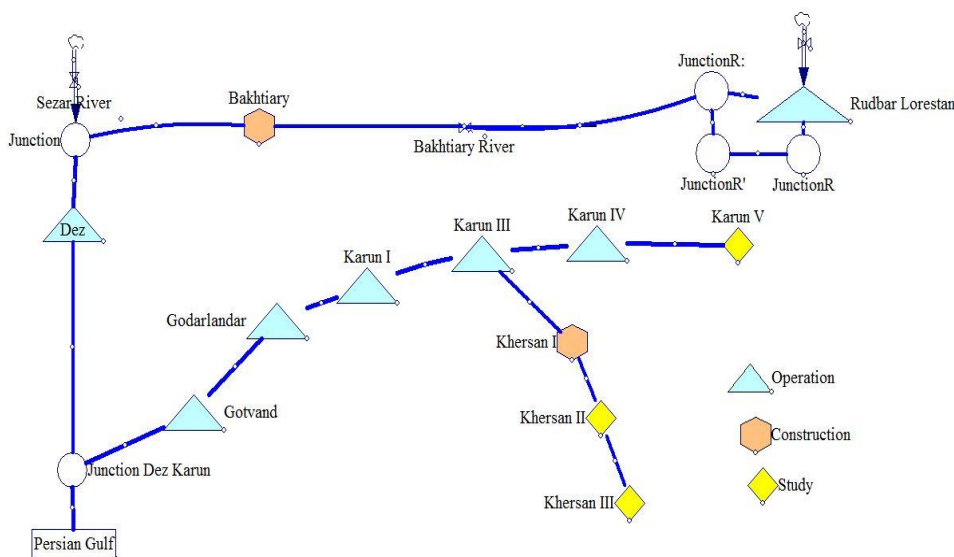 JunctionR:
Sezar River
Bakhtiary
Rudbar Lorestan
Junction
Bakhtiary River
JunctionR'
JunctionR
Dez
Karun III
Karun IV
Karun V
Karun I
Godarlandar
Khersan I
Operation
Gotvand
Khersan II
Construction
Junction Dez Karun
Study
Khersan III
Persian Gulf